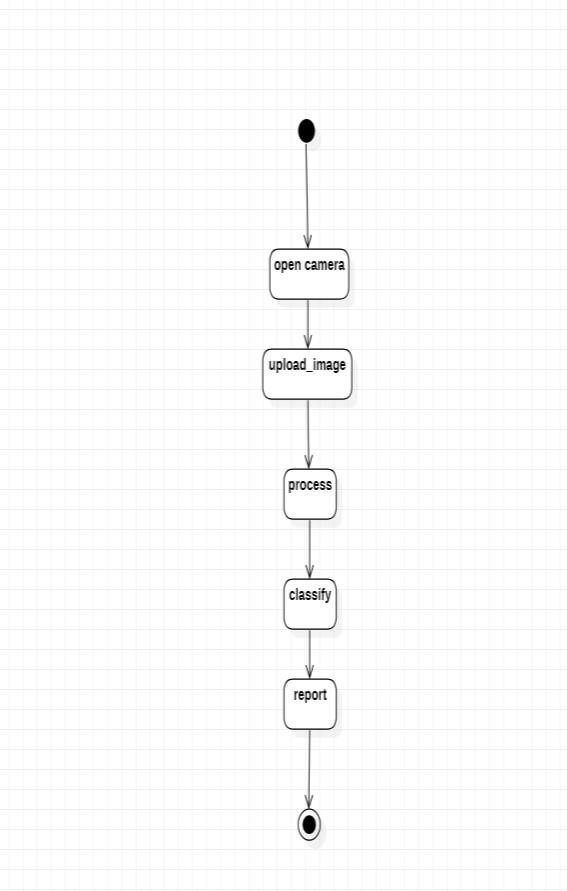 open camera
upload_image
process
classify
report